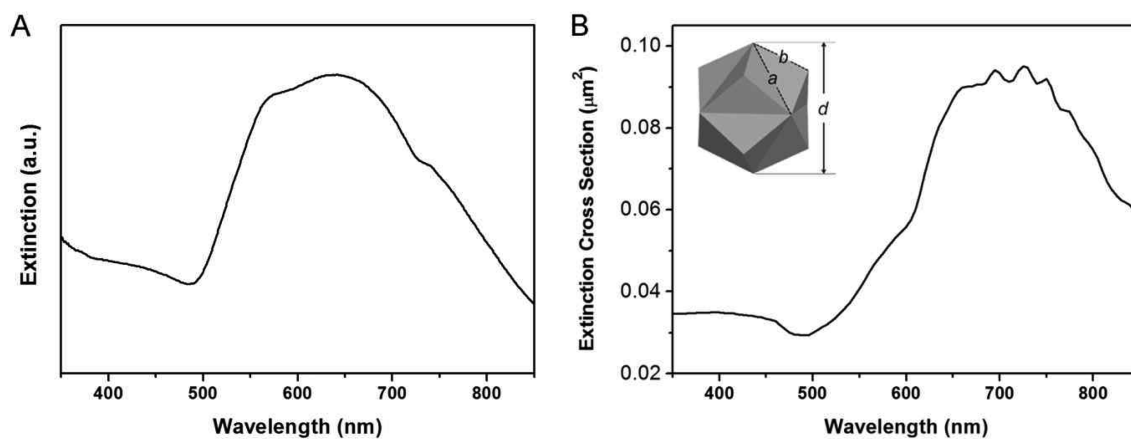 A
Extinction (a.u.)
400 500 600 700 800
Wavelength (nm)
B
Extinction Cross Section (μm²)
0.10
0.08
0.06
0.04
0.02
b
a
d
400 500 600 700 800
Wavelength (nm)